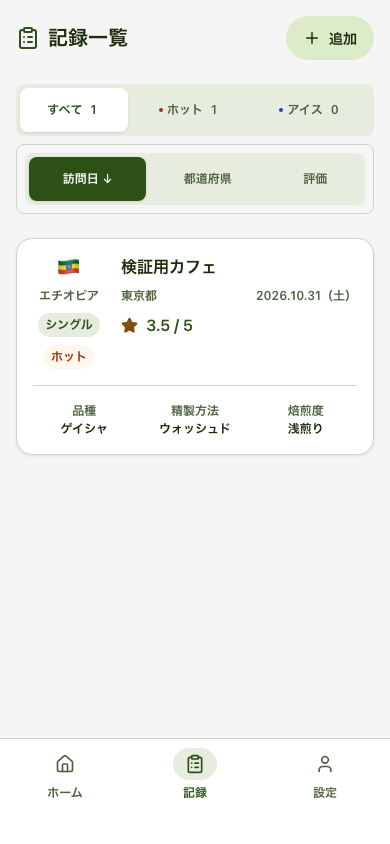 記録一覧
+ 追加
すべて 1
ホット 1
アイス 0
訪問日 ↓
都道府県
評価
検証用カフェ
エチオピア
東京都
2026.10.31（土）
シングル
3.5 / 5
ホット
品種
精製方法
焙煎度
ゲイシャ
ウォッシュド
浅煎り
ホーム
記録
設定